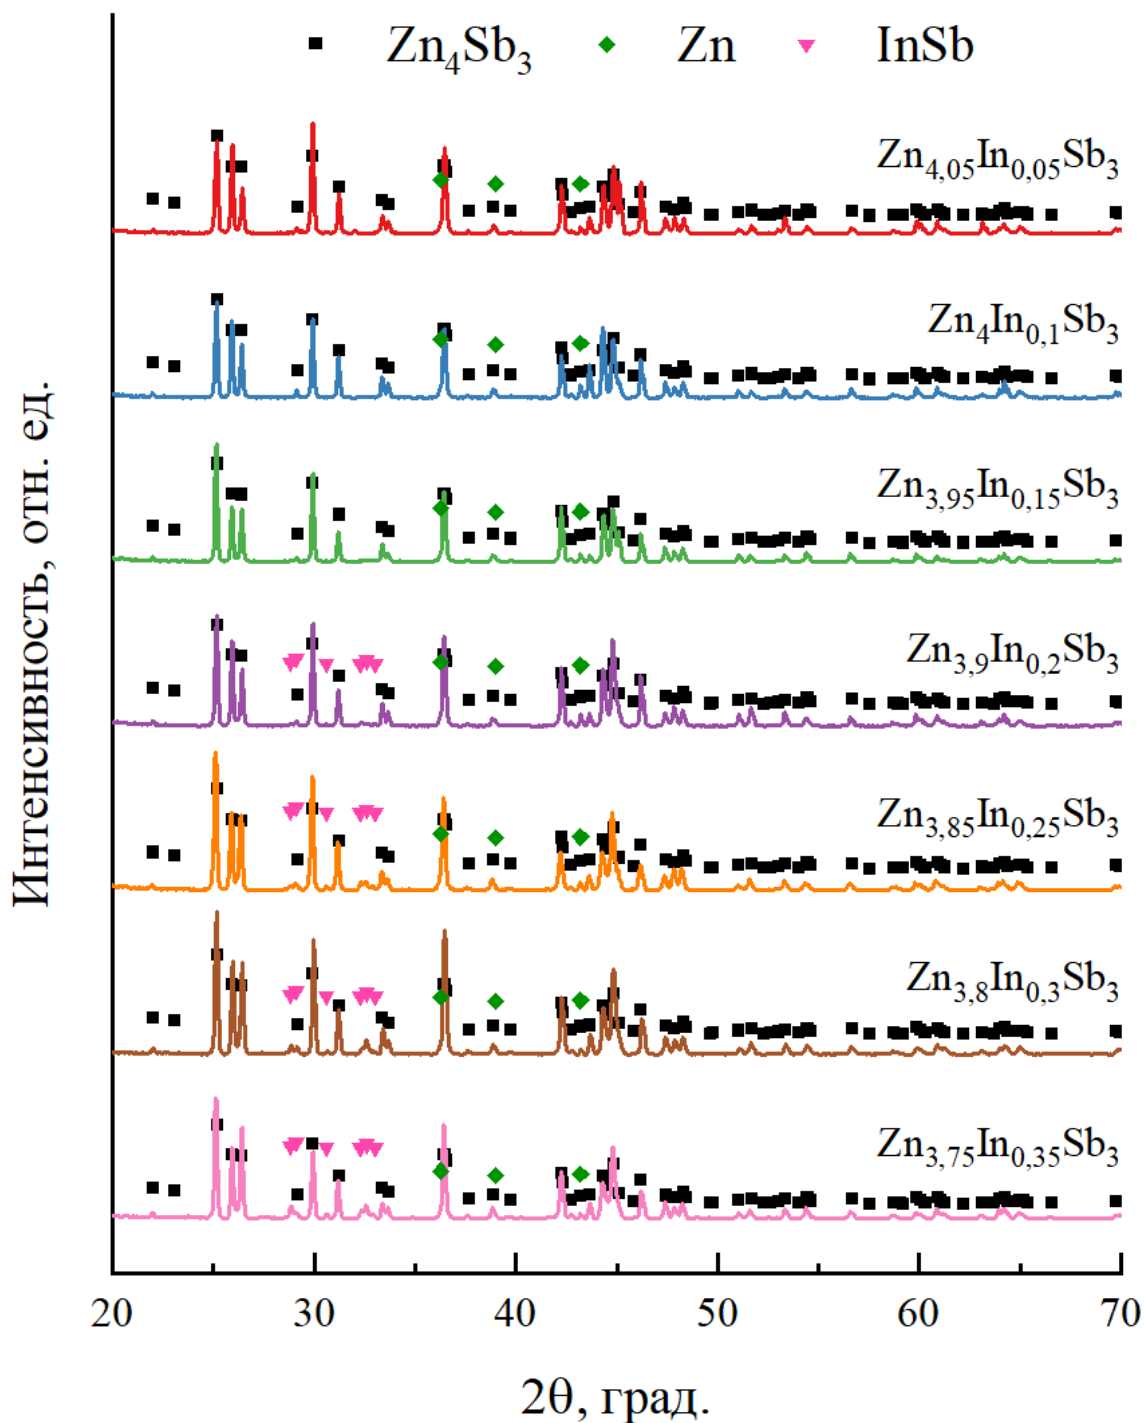 Zn₄Sb₃ Zn InSb
Zn₄,₀₅In₀,₀₅Sb₃
Zn₄In₀,₁Sb₃
Zn₃,₉₅In₀,₁₅Sb₃
Zn₃,₉In₀,₂Sb₃
Zn₃,₈₅In₀,₂₅Sb₃
Zn₃,₈In₀,₃Sb₃
Zn₃,₇₅In₀,₃₅Sb₃
Интенсивность, отн. ед.
20 30 40 50 60 70
2θ, град.